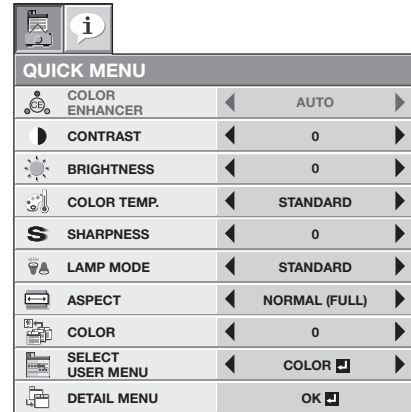 i
QUICK MENU
CE
COLOR
ENHANCER
AUTO
CONTRAST
0
BRIGHTNESS
0
COLOR TEMP.
STANDARD
SHARPNESS
0
LAMP MODE
STANDARD
ASPECT
NORMAL (FULL)
COLOR
0
SELECT
USER MENU
COLOR
DETAIL MENU
OK